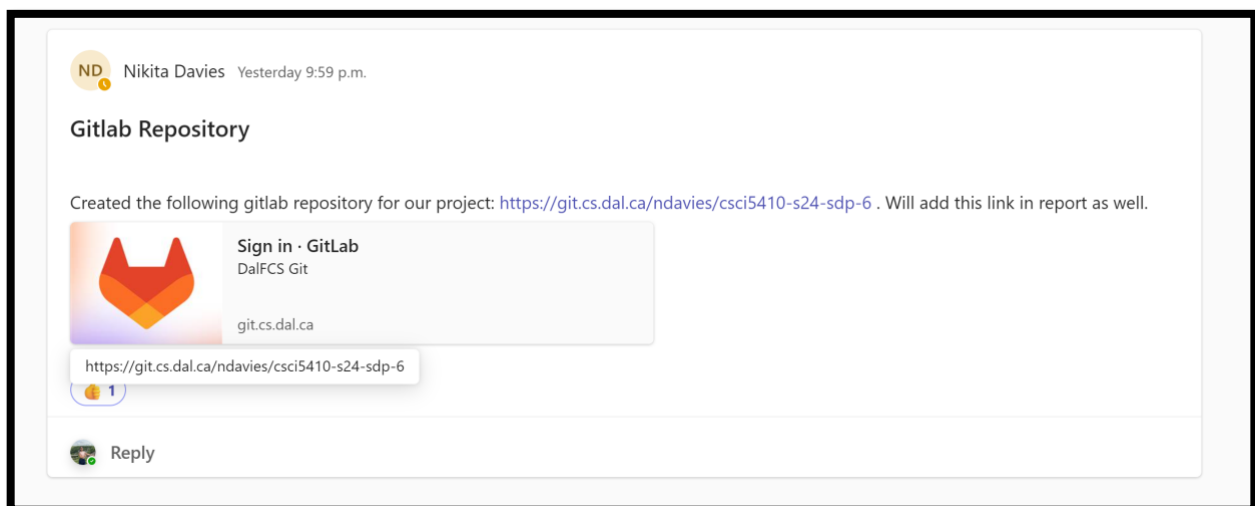 ND Nikita Davies Yesterday 9:59 p.m.
Gitlab Repository
Created the following gitlab repository for our project: https://git.cs.dal.ca/ndavies/csci5410-s24-sdp-6 . Will add this link in report as well.
Sign in · GitLab
DalFCS Git
git.cs.dal.ca
https://git.cs.dal.ca/ndavies/csci5410-s24-sdp-6
👍 1
Reply